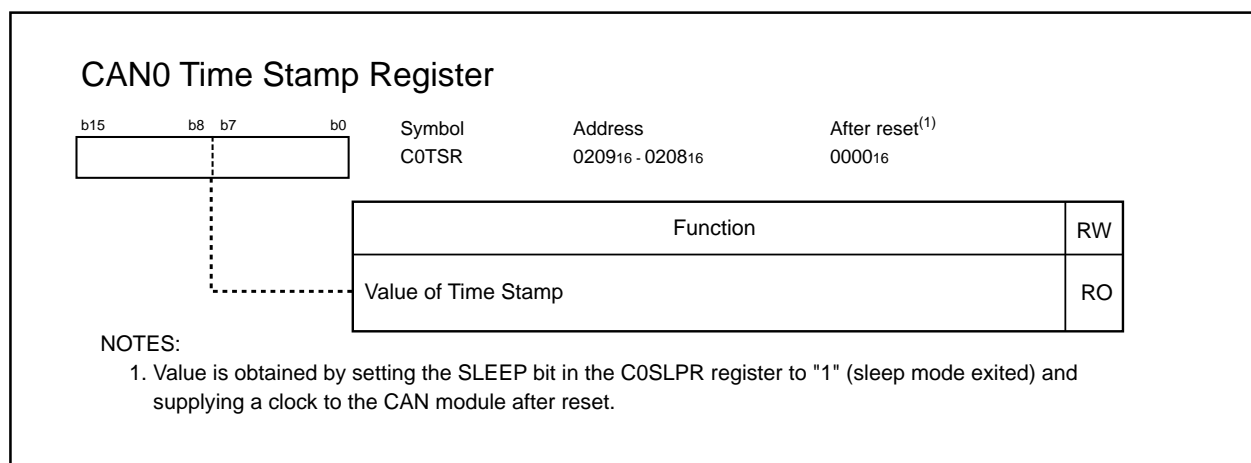 CAN0 Time Stamp Register
b15 b8 b7 b0 Symbol Address After reset(1)
C0TSR 020916 - 020816 000016
Function RW
Value of Time Stamp RO
NOTES:
1. Value is obtained by setting the SLEEP bit in the C0SLPR register to "1" (sleep mode exited) and
supplying a clock to the CAN module after reset.